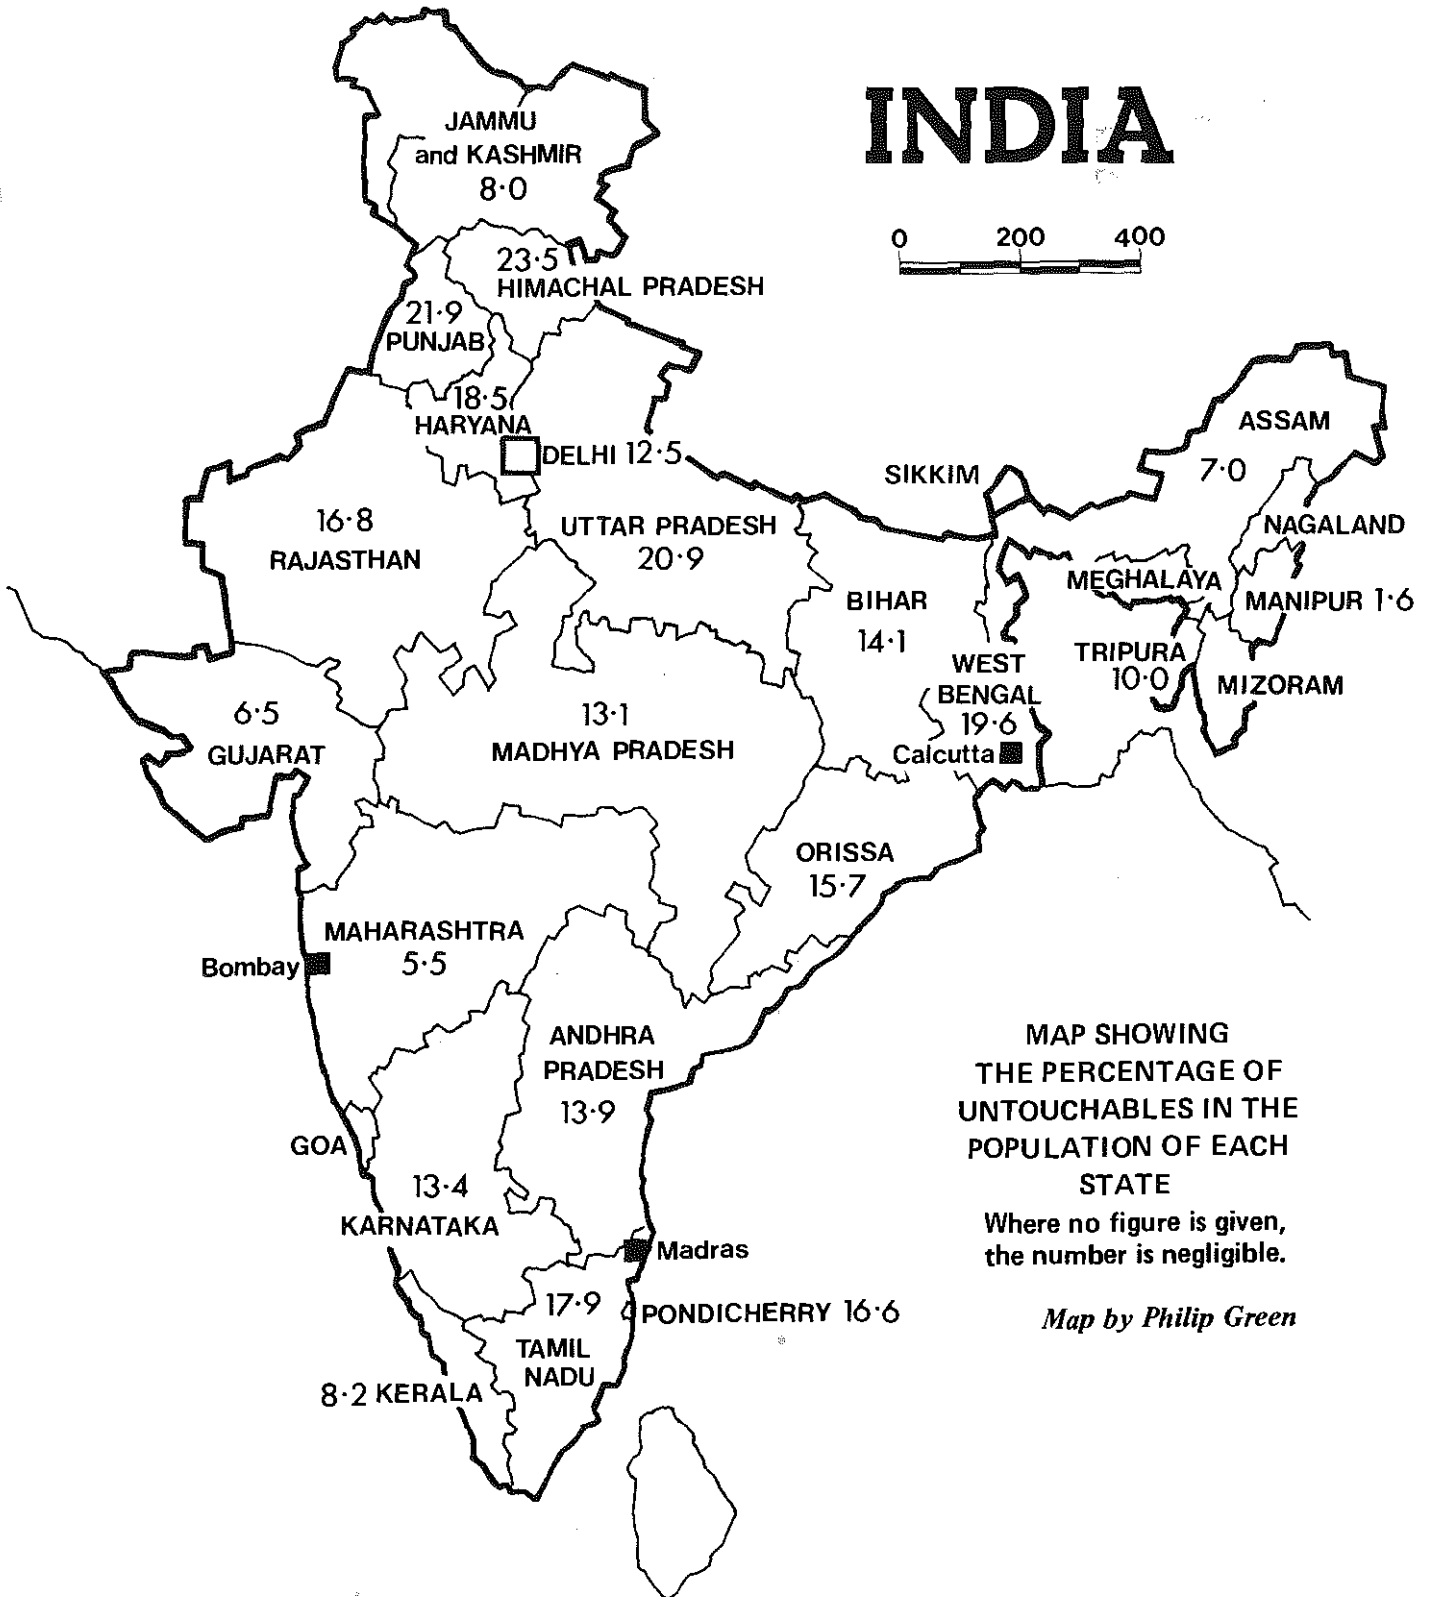 INDIA
0 200 400
JAMMU
and KASHMIR
8·0
23·5
HIMACHAL PRADESH
21·9
PUNJAB
18·5
HARYANA
DELHI 12·5
16·8
RAJASTHAN
UTTAR PRADESH
20·9
SIKKIM
ASSAM
7·0
NAGALAND
MEGHALAYA
MANIPUR 1·6
BIHAR
14·1
TRIPURA
10·0
MIZORAM
WEST
BENGAL
19·6
Calcutta
6·5
GUJARAT
13·1
MADHYA PRADESH
ORISSA
15·7
MAHARASHTRA
5·5
Bombay
ANDHRA
PRADESH
13·9
GOA
13·4
KARNATAKA
Madras
17·9
TAMIL
NADU
PONDICHERRY 16·6
8·2 KERALA
MAP SHOWING
THE PERCENTAGE OF
UNTOUCHABLES IN THE
POPULATION OF EACH
STATE
Where no figure is given,
the number is negligible.
Map by Philip Green